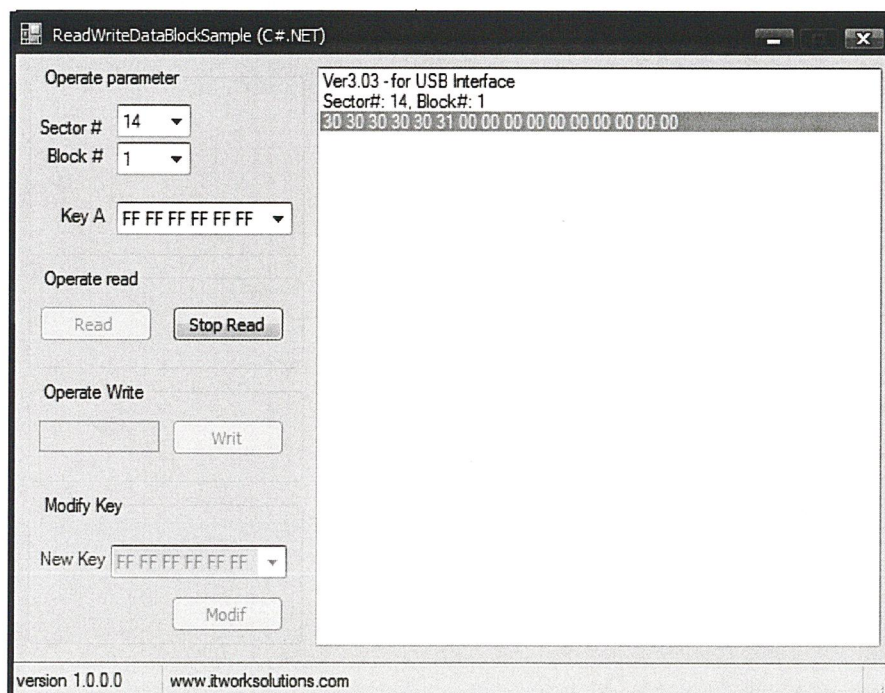 ReadWriteDataBlockSample (C#.NET)
Operate parameter
Sector # 14
Block # 1
Key A FF FF FF FF FF FF
Operate read
Read Stop Read
Operate Write
Writ
Modify Key
New Key FF FF FF FF FF FF
Modif
Ver3.03 - for USB Interface
Sector#: 14, Block#: 1
30 30 30 30 30 31 00 00 00 00 00 00 00 00 00 00
version 1.0.0.0 www.itworksolutions.com